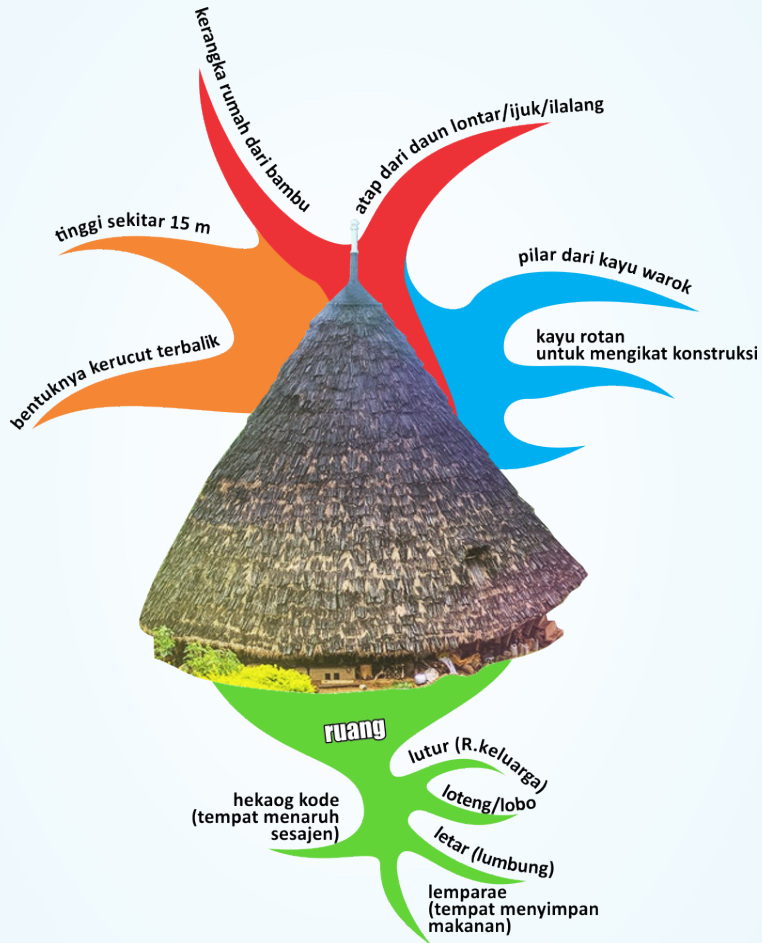 kerangka rumah dari bambu
atap dari daun lontar/ijuk/ilalang
tinggi sekitar 15 m
bentuknya kerucut terbalik
pilar dari kayu warok
kayu rotan
untuk mengikat konstruksi
ruang
lutur (R.keluarga)
loteng/lobo
letar (lumbung)
lemparae
(tempat menyimpan
makanan)
hekaog kode
(tempat menaruh
sesajen)